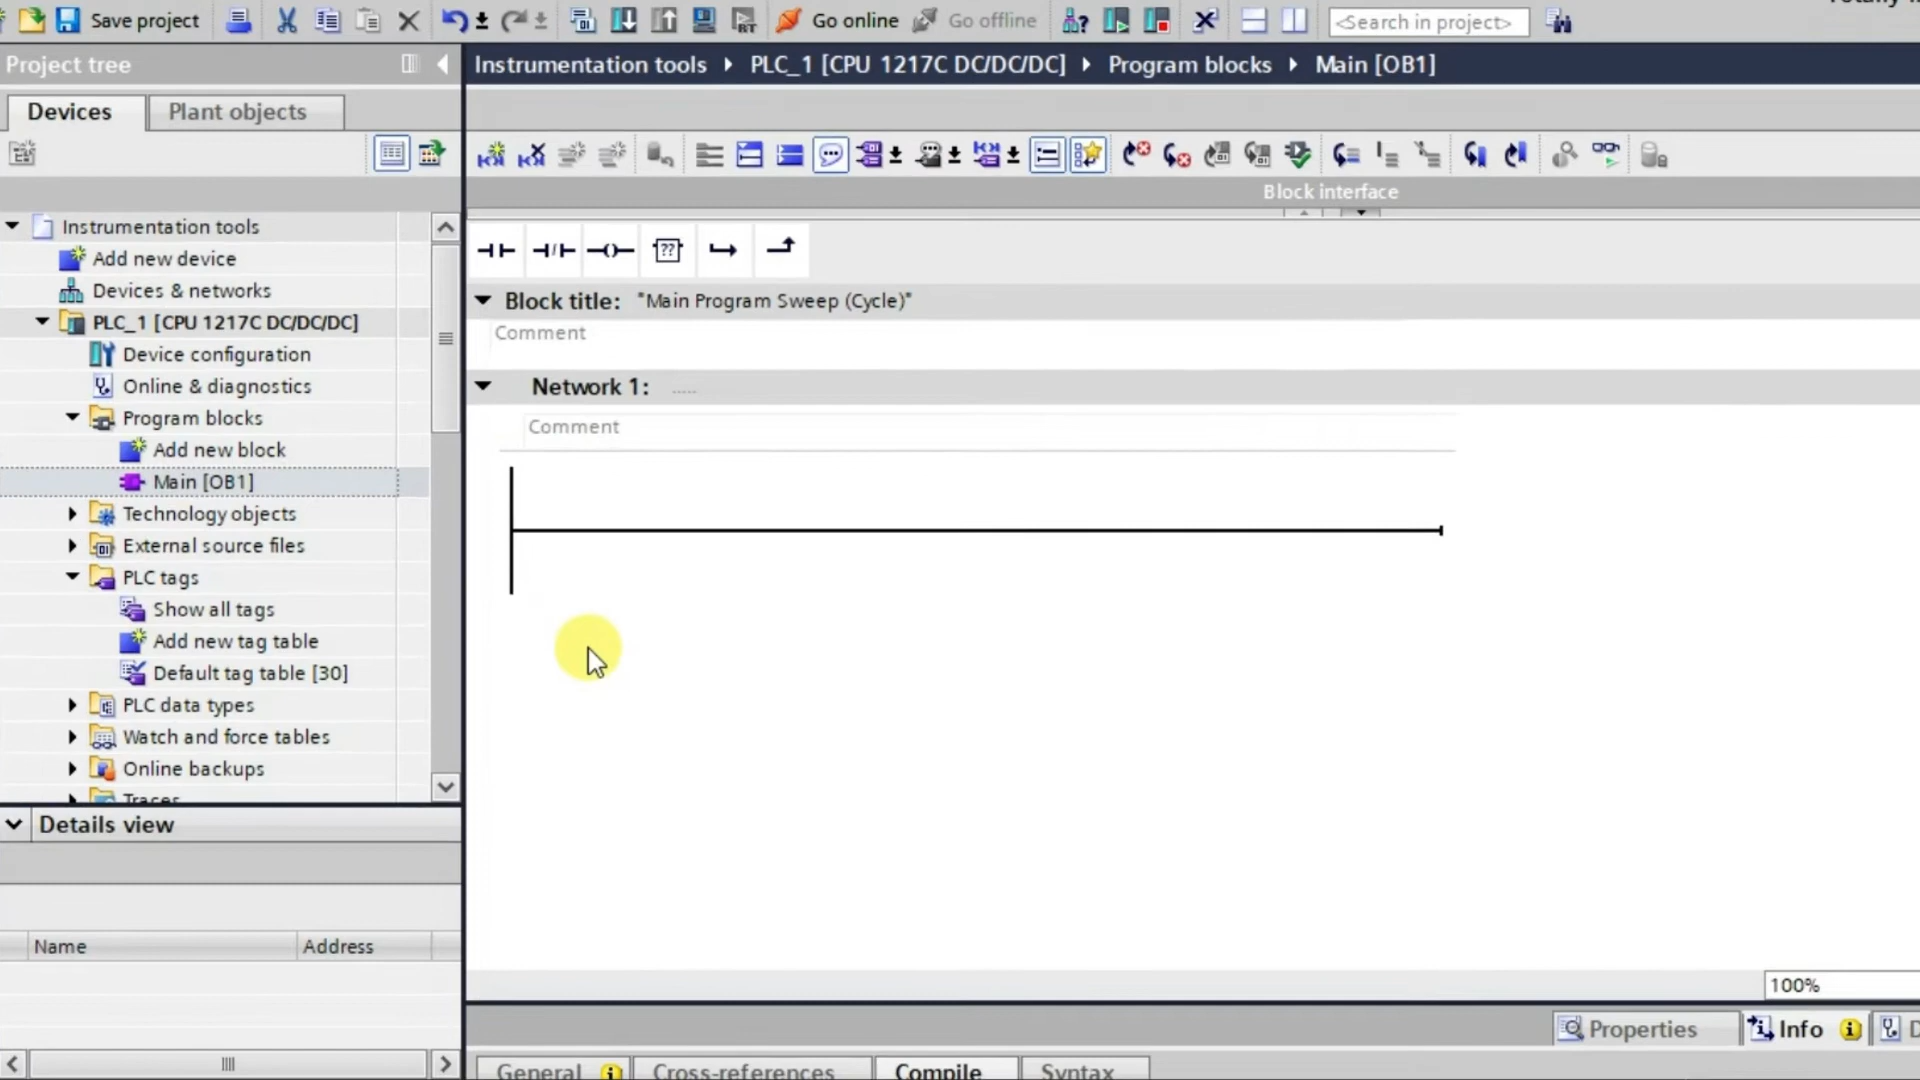 Save project
Go online
Go offline
<Search in project>
Project tree
Instrumentation tools
PLC_1 [CPU 1217C DC/DC/DC]
Program blocks
Main [OB1]
Devices
Plant objects
Block interface
Instrumentation tools
Add new device
Devices & networks
PLC_1 [CPU 1217C DC/DC/DC]
Device configuration
Online & diagnostics
Program blocks
Add new block
Main [OB1]
Technology objects
External source files
PLC tags
Show all tags
Add new tag table
Default tag table [30]
PLC data types
Watch and force tables
Online backups
Traces
??
Block title: "Main Program Sweep (Cycle)"
Comment
Network 1: .....
Comment
100%
Details view
Name
Address
Properties
Info
General
Cross-references
Compile
Syntax